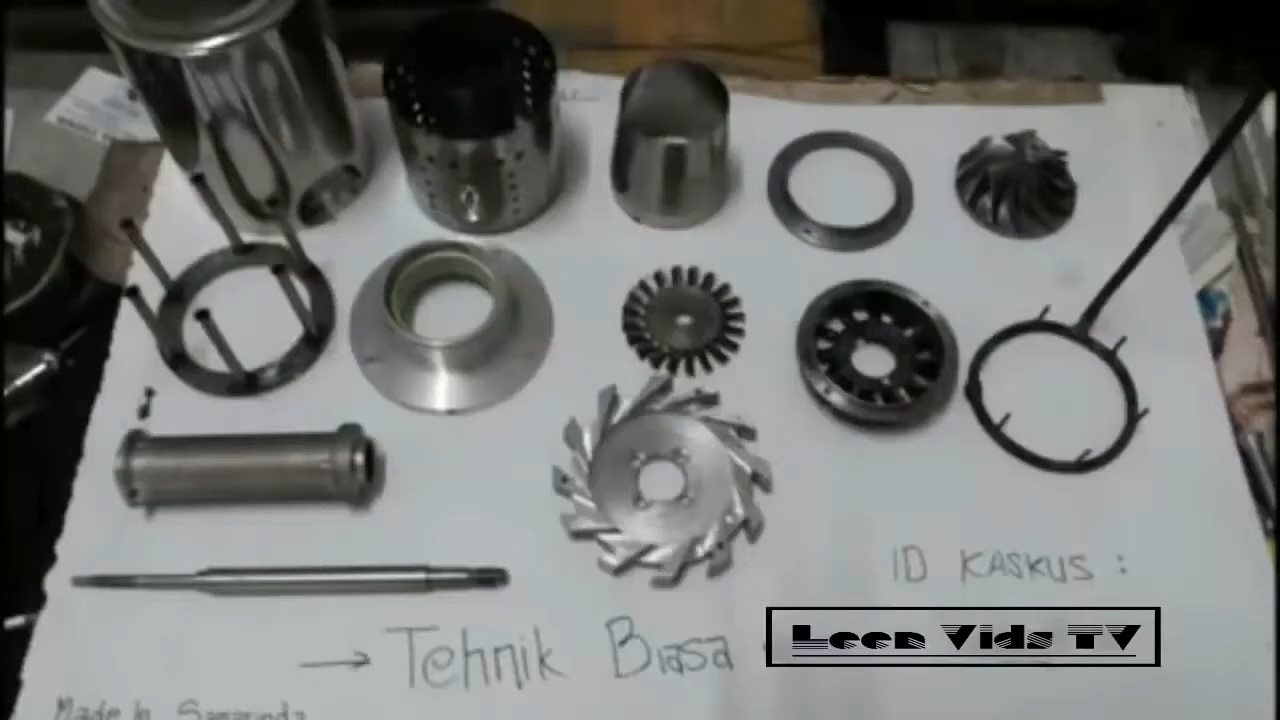 ID KASKUS :
→ Tehnik Biasa
Leen Vids TV
Made in Samarinda